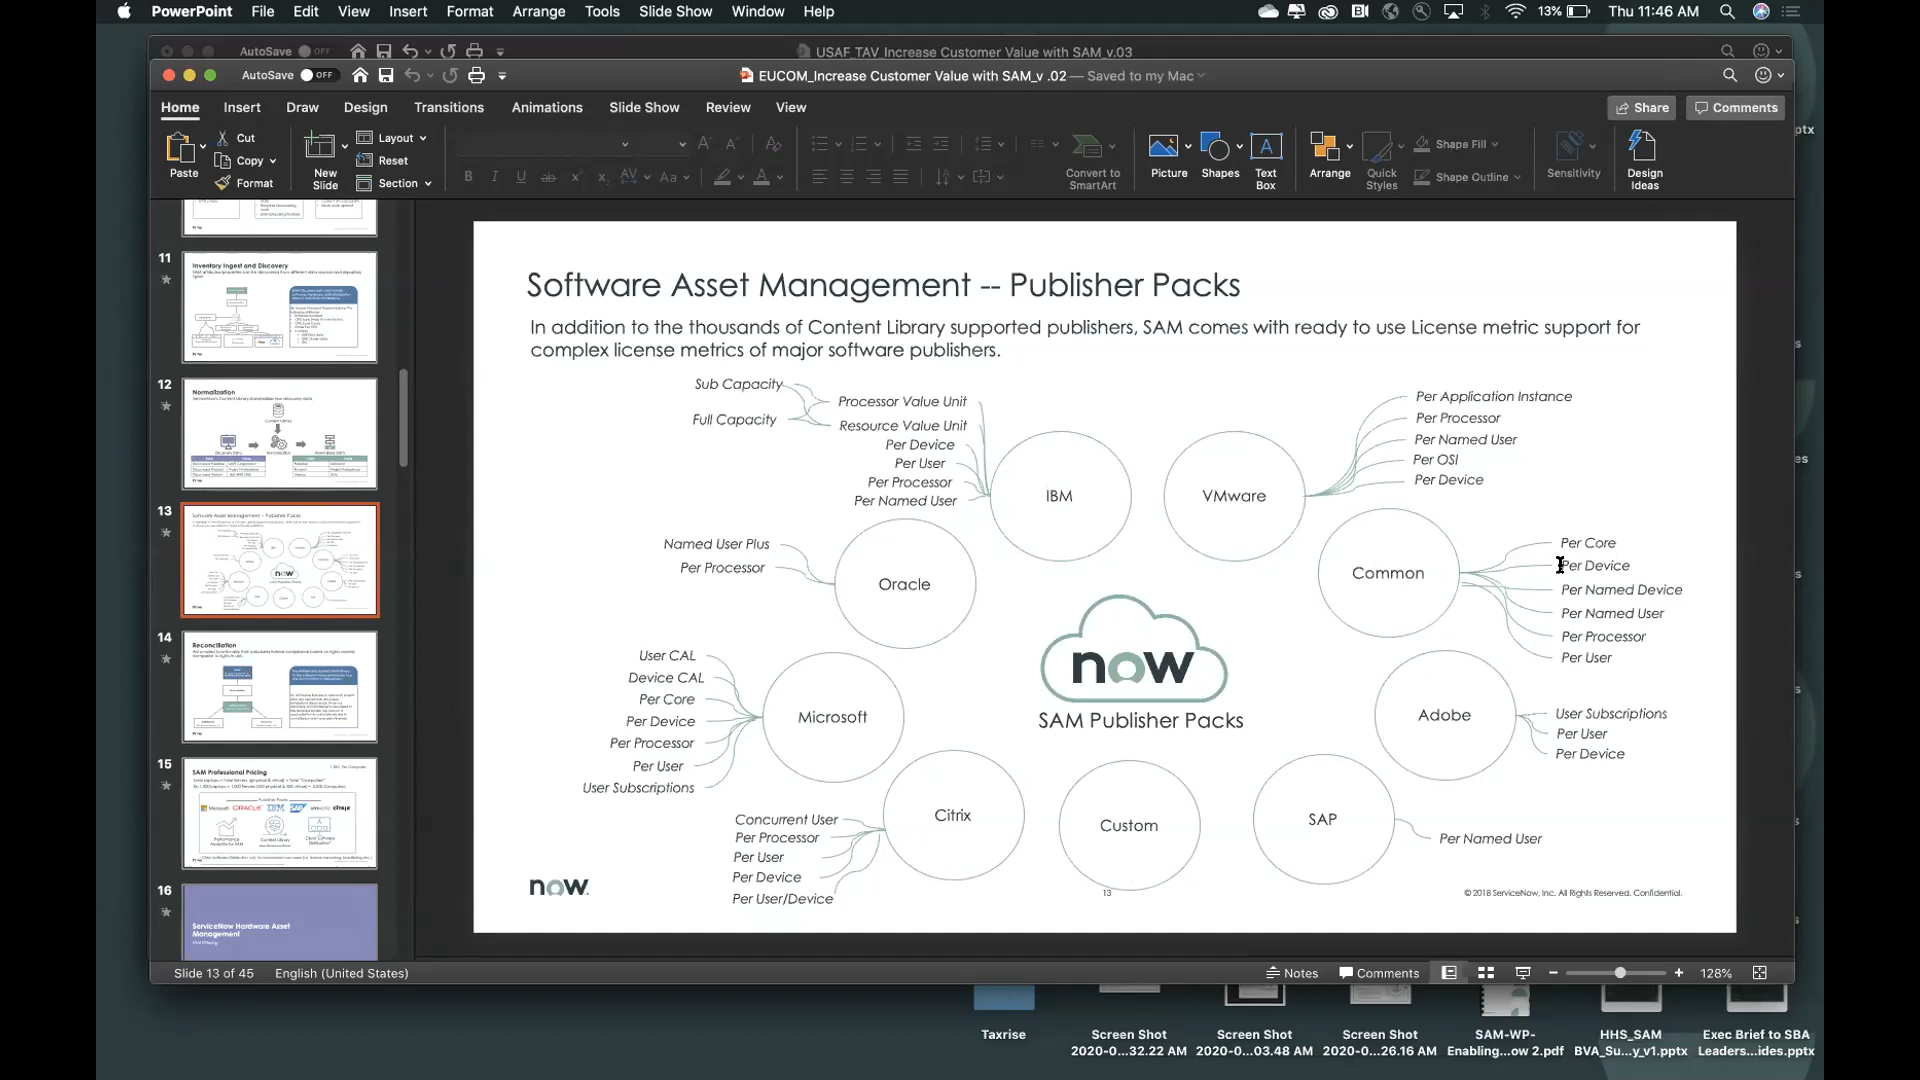 PowerPoint File Edit View Insert Format Arrange Tools Slide Show Window Help 13% Thu 11:46 AM
AutoSave OFF USAF_TAV_Increase Customer Value with SAM_v.03
AutoSave OFF EUCOM_Increase Customer Value with SAM_v .02 — Saved to my Mac
Home Insert Draw Design Transitions Animations Slide Show Review View Share Comments
Paste Cut Copy Format New Slide Layout Reset Section Convert to SmartArt Picture Shapes Text Box Arrange Quick Styles Shape Fill Shape Outline Sensitivity Design Ideas
11
Inventory Ingest and Discovery
12
Normalization
13
Software Asset Management -- Publisher Packs
14
Reconciliation
15
SAM Professional Pricing
16
ServiceNow Hardware Asset
Management
Software Asset Management -- Publisher Packs
In addition to the thousands of Content Library supported publishers, SAM comes with ready to use License metric support for
complex license metrics of major software publishers.
Sub Capacity
Full Capacity
Processor Value Unit
Resource Value Unit
Per Device
Per User
Per Processor
Per Named User
IBM
VMware
Per Application Instance
Per Processor
Per Named User
Per OSI
Per Device
Named User Plus
Per Processor
Oracle
Common
Per Core
Per Device
Per Named Device
Per Named User
Per Processor
Per User
now
SAM Publisher Packs
User CAL
Device CAL
Per Core
Per Device
Per Processor
Per User
User Subscriptions
Microsoft
Adobe
User Subscriptions
Per User
Per Device
Concurrent User
Per Processor
Per User
Per Device
Per User/Device
Citrix
Custom
SAP
Per Named User
now.
13
© 2018 ServiceNow, Inc. All Rights Reserved. Confidential.
Slide 13 of 45 English (United States) Notes Comments 128%
Taxrise
Screen Shot
2020-0...32.22 AM
Screen Shot
2020-0...03.48 AM
Screen Shot
2020-0...26.16 AM
SAM-WP-
Enabling...ow 2.pdf
HHS_SAM
BVA_Su...y_v1.pptx
Exec Brief to SBA
Leaders...ides.pptx